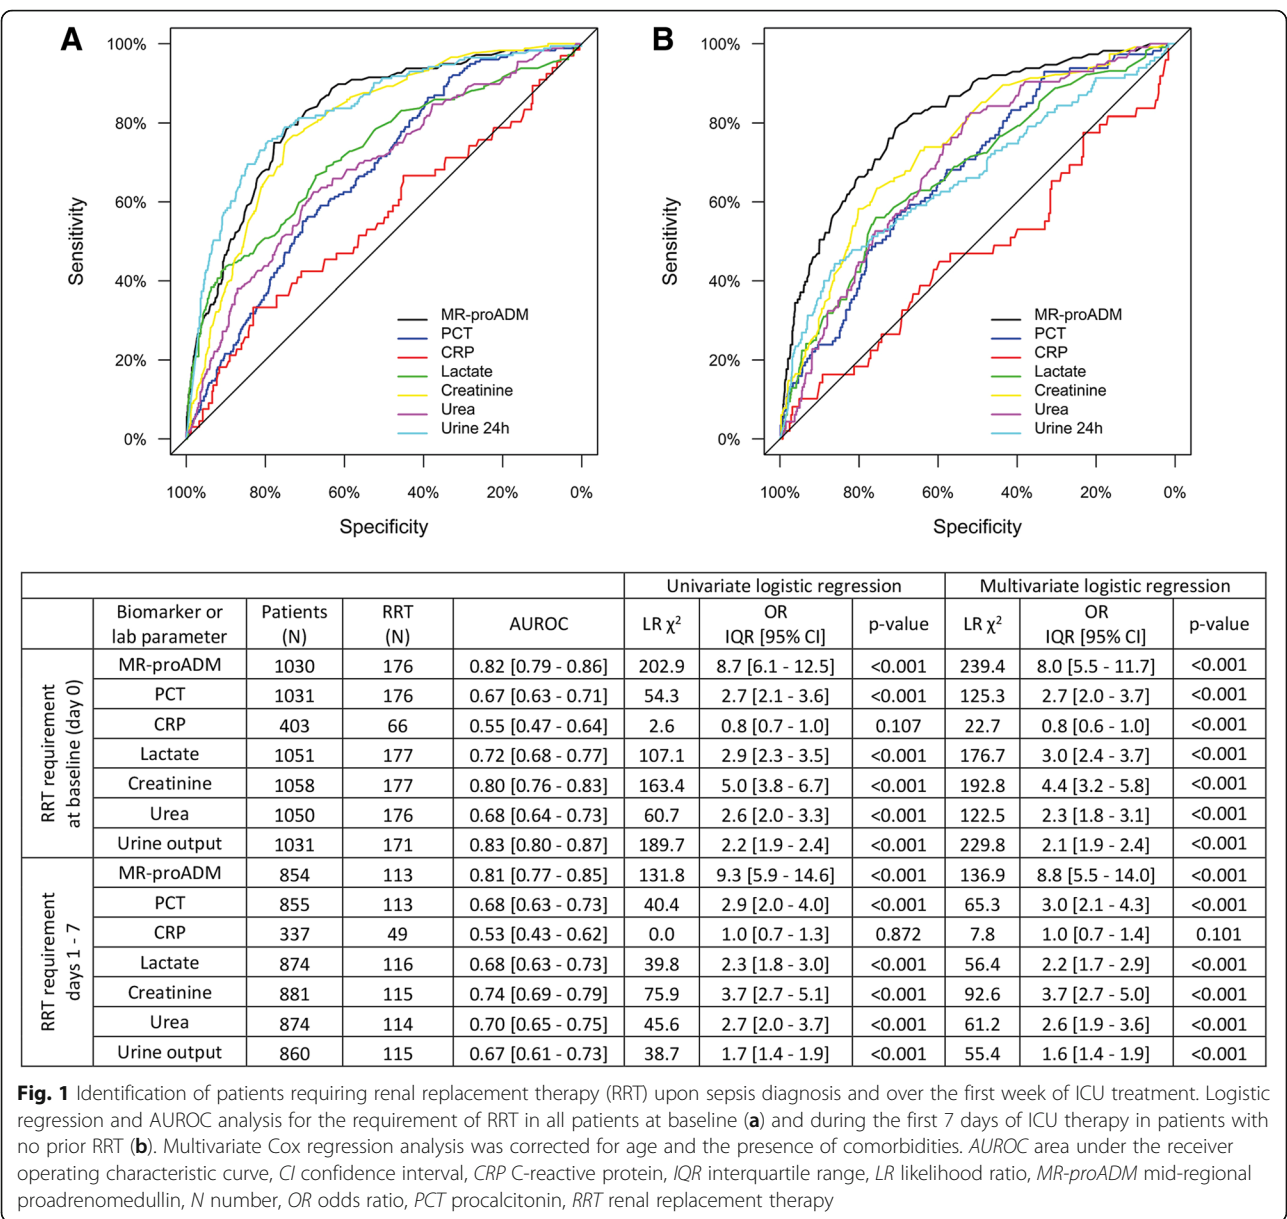 A
100%
80%
60%
40%
20%
0%
Sensitivity
MR-proADM
PCT
CRP
Lactate
Creatinine
Urea
Urine 24h
100% 80% 60% 40% 20% 0%
Specificity
B
100%
80%
60%
40%
20%
0%
Sensitivity
MR-proADM
PCT
CRP
Lactate
Creatinine
Urea
Urine 24h
100% 80% 60% 40% 20% 0%
Specificity
Univariate logistic regression Multivariate logistic regression
Biomarker or lab parameter Patients (N) RRT (N) AUROC LR χ² OR IQR [95% CI] p-value LR χ² OR IQR [95% CI] p-value
RRT requirement at baseline (day 0)
MR-proADM 1030 176 0.82 [0.79 - 0.86] 202.9 8.7 [6.1 - 12.5] <0.001 239.4 8.0 [5.5 - 11.7] <0.001
PCT 1031 176 0.67 [0.63 - 0.71] 54.3 2.7 [2.1 - 3.6] <0.001 125.3 2.7 [2.0 - 3.7] <0.001
CRP 403 66 0.55 [0.47 - 0.64] 2.6 0.8 [0.7 - 1.0] 0.107 22.7 0.8 [0.6 - 1.0] <0.001
Lactate 1051 177 0.72 [0.68 - 0.77] 107.1 2.9 [2.3 - 3.5] <0.001 176.7 3.0 [2.4 - 3.7] <0.001
Creatinine 1058 177 0.80 [0.76 - 0.83] 163.4 5.0 [3.8 - 6.7] <0.001 192.8 4.4 [3.2 - 5.8] <0.001
Urea 1050 176 0.68 [0.64 - 0.73] 60.7 2.6 [2.0 - 3.3] <0.001 122.5 2.3 [1.8 - 3.1] <0.001
Urine output 1031 171 0.83 [0.80 - 0.87] 189.7 2.2 [1.9 - 2.4] <0.001 229.8 2.1 [1.9 - 2.4] <0.001
RRT requirement days 1 - 7
MR-proADM 854 113 0.81 [0.77 - 0.85] 131.8 9.3 [5.9 - 14.6] <0.001 136.9 8.8 [5.5 - 14.0] <0.001
PCT 855 113 0.68 [0.63 - 0.73] 40.4 2.9 [2.0 - 4.0] <0.001 65.3 3.0 [2.1 - 4.3] <0.001
CRP 337 49 0.53 [0.43 - 0.62] 0.0 1.0 [0.7 - 1.3] 0.872 7.8 1.0 [0.7 - 1.4] 0.101
Lactate 874 116 0.68 [0.63 - 0.73] 39.8 2.3 [1.8 - 3.0] <0.001 56.4 2.2 [1.7 - 2.9] <0.001
Creatinine 881 115 0.74 [0.69 - 0.79] 75.9 3.7 [2.7 - 5.1] <0.001 92.6 3.7 [2.7 - 5.0] <0.001
Urea 874 114 0.70 [0.65 - 0.75] 45.6 2.7 [2.0 - 3.7] <0.001 61.2 2.6 [1.9 - 3.6] <0.001
Urine output 860 115 0.67 [0.61 - 0.73] 38.7 1.7 [1.4 - 1.9] <0.001 55.4 1.6 [1.4 - 1.9] <0.001
Fig. 1 Identification of patients requiring renal replacement therapy (RRT) upon sepsis diagnosis and over the first week of ICU treatment. Logistic
regression and AUROC analysis for the requirement of RRT in all patients at baseline (a) and during the first 7 days of ICU therapy in patients with
no prior RRT (b). Multivariate Cox regression analysis was corrected for age and the presence of comorbidities. AUROC area under the receiver
operating characteristic curve, CI confidence interval, CRP C-reactive protein, IQR interquartile range, LR likelihood ratio, MR-proADM mid-regional
proadrenomedullin, N number, OR odds ratio, PCT procalcitonin, RRT renal replacement therapy